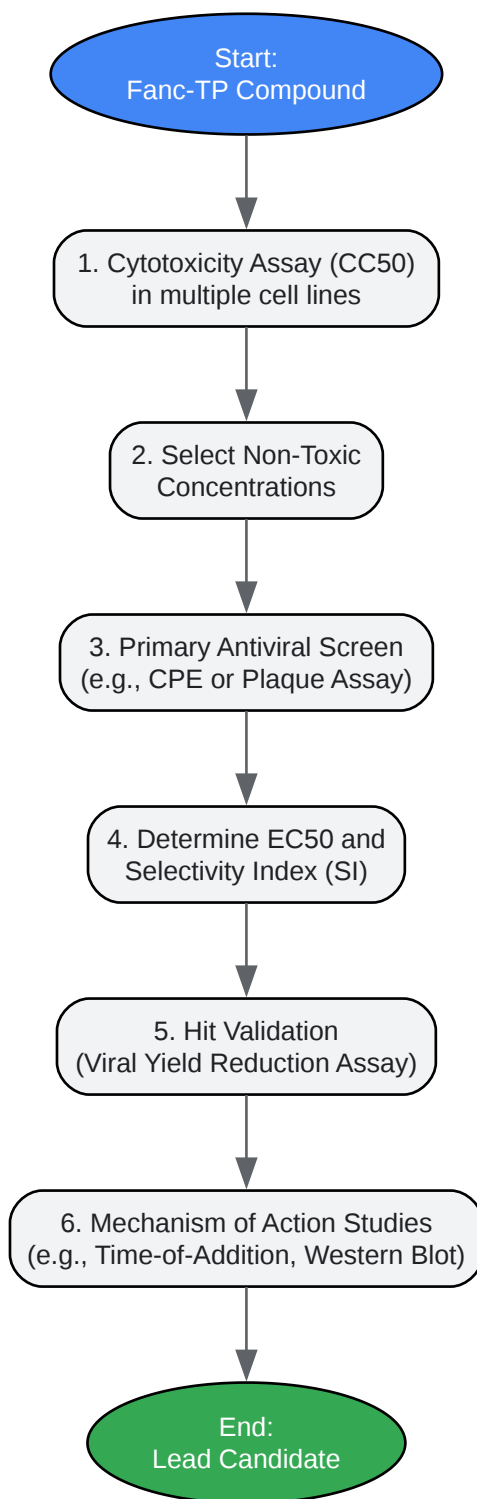 Start:
Fanc-TP Compound
1. Cytotoxicity Assay (CC50)
in multiple cell lines
2. Select Non-Toxic
Concentrations
3. Primary Antiviral Screen
(e.g., CPE or Plaque Assay)
4. Determine EC50 and
Selectivity Index (SI)
5. Hit Validation
(Viral Yield Reduction Assay)
6. Mechanism of Action Studies
(e.g., Time-of-Addition, Western Blot)
End:
Lead Candidate